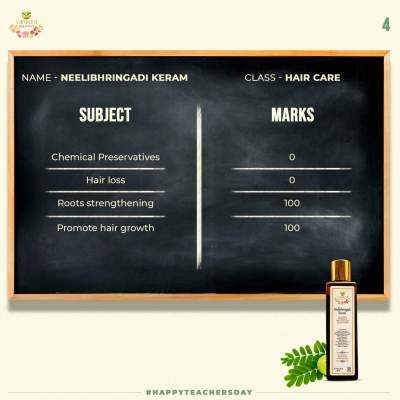 4
NAME - NEELIBHRINGADI KERAM
CLASS - HAIR CARE
SUBJECT
MARKS
Chemical Preservatives
0
Hair loss
0
Roots strengthening
100
Promote hair growth
100
#HAPPYTEACHERSDAY